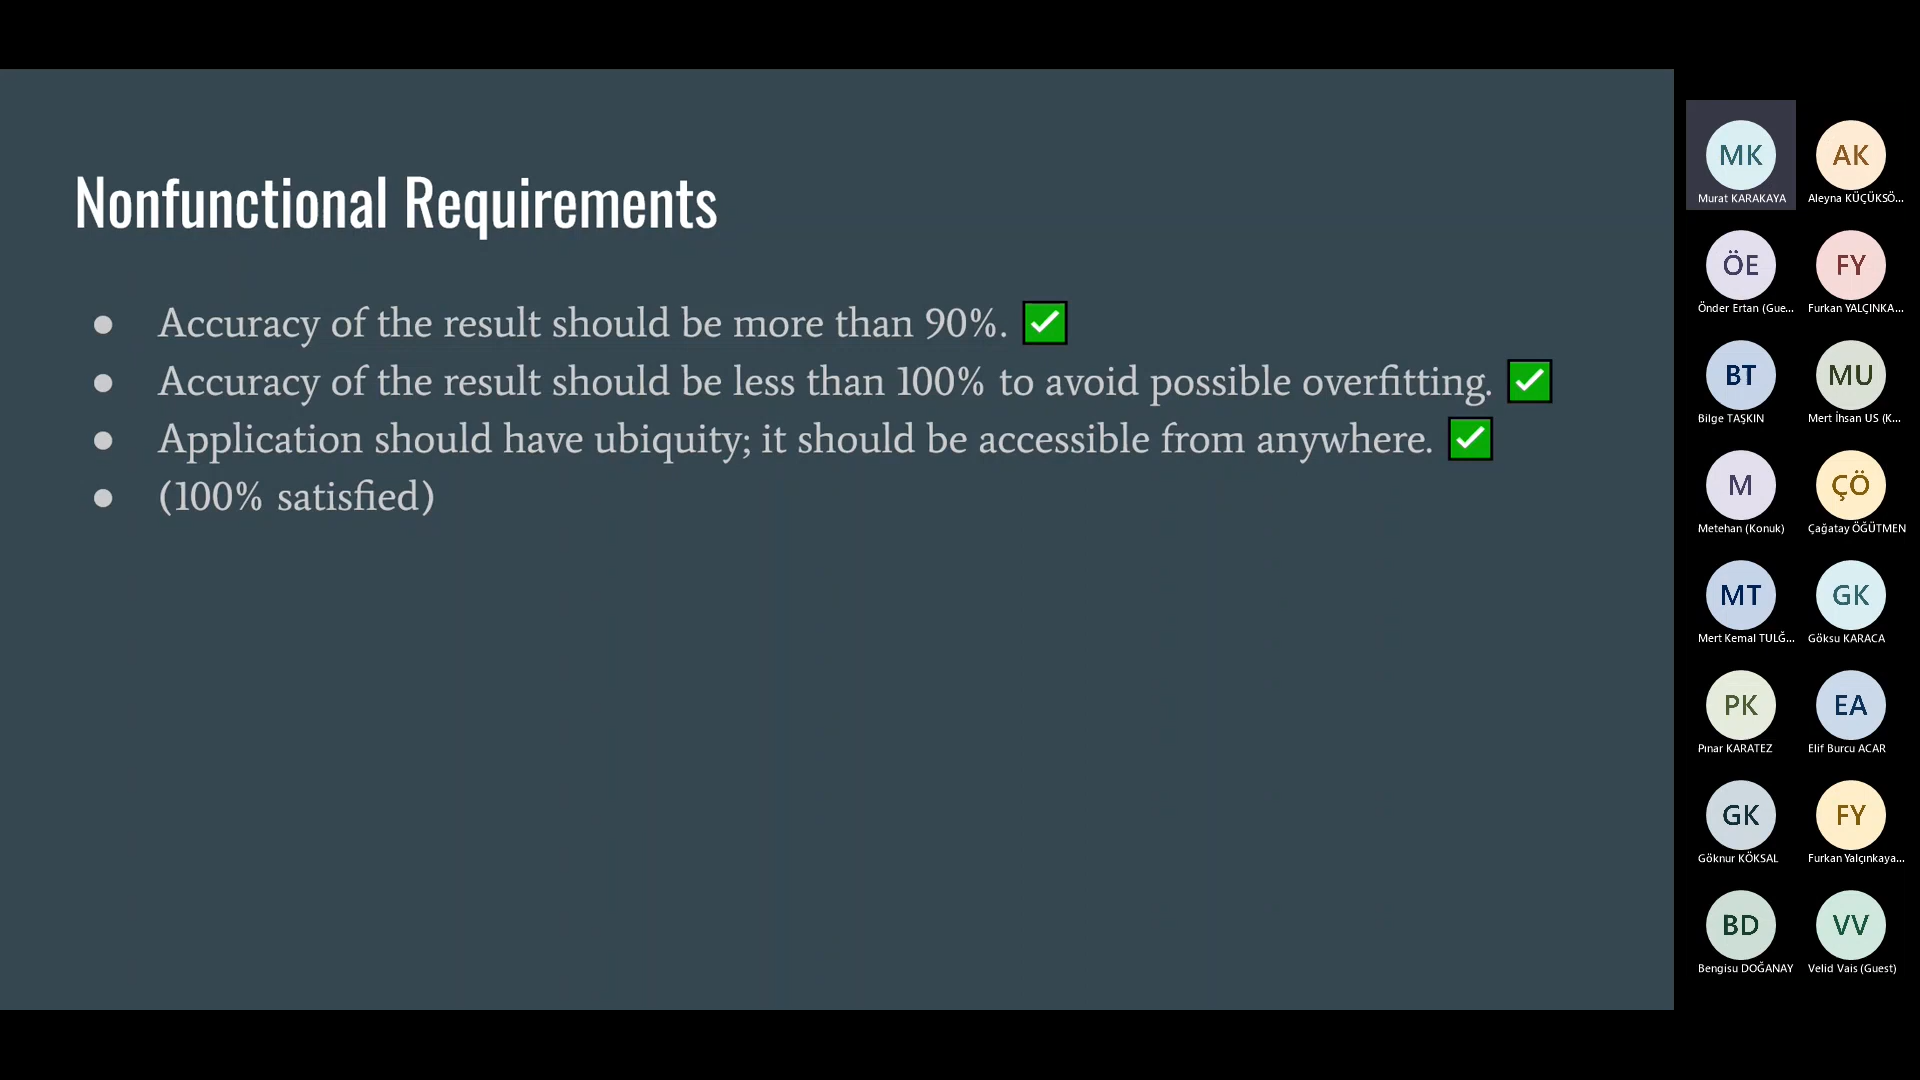 Nonfunctional Requirements
● Accuracy of the result should be more than 90%. ✅
● Accuracy of the result should be less than 100% to avoid possible overfitting. ✅
● Application should have ubiquity; it should be accessible from anywhere. ✅
● (100% satisfied)
MK
Murat KARAKAYA
AK
Aleyna KÜÇÜKSÖ...
ÖE
Önder Ertan (Gue...
FY
Furkan YALÇINKA...
BT
Bilge TAŞKIN
MU
Mert İhsan US (K...
M
Metehan (Konuk)
ÇÖ
Çağatay ÖĞÜTMEN
MT
Mert Kemal TULĞ...
GK
Göksu KARACA
PK
Pınar KARATEZ
EA
Elif Burcu ACAR
GK
Göknur KÖKSAL
FY
Furkan Yalçınkaya...
BD
Bengisu DOĞANAY
VV
Velid Vais (Guest)